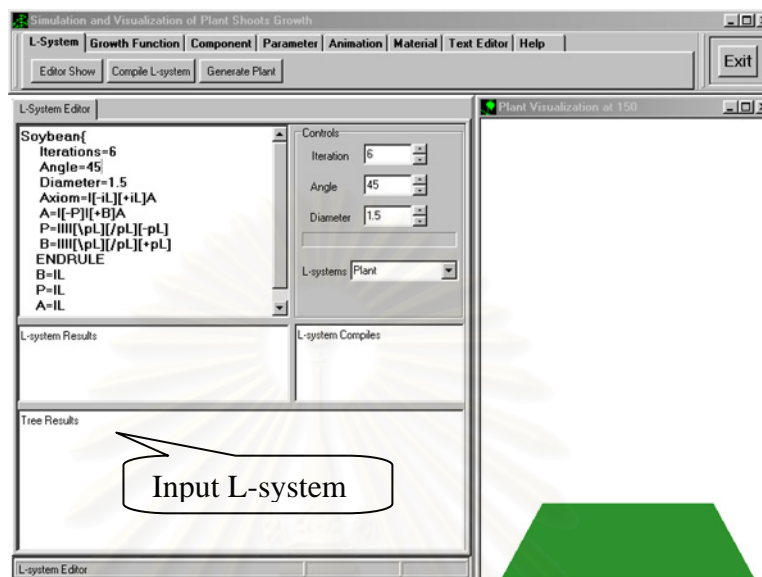 Simulation and Visualization of Plant Shoots Growth
L-System Growth Function Component Parameter Animation Material Text Editor Help
Editor Show Compile L-system Generate Plant
Exit
L-System Editor
Soybean{
Iterations=6
Angle=45
Diameter=1.5
Axiom=I[-iL][+iL]A
A=I[-P]I[+B]A
P=IIII[\pL][/pL][-pL]
B=IIII[\pL][/pL][+pL]
ENDRULE
B=IL
P=IL
A=IL
Controls
Iteration 6
Angle 45
Diameter 1.5
L-systems Plant
L-system Results
L-system Compiles
Tree Results
Input L-system
L-system Editor
Plant Visualization at 150